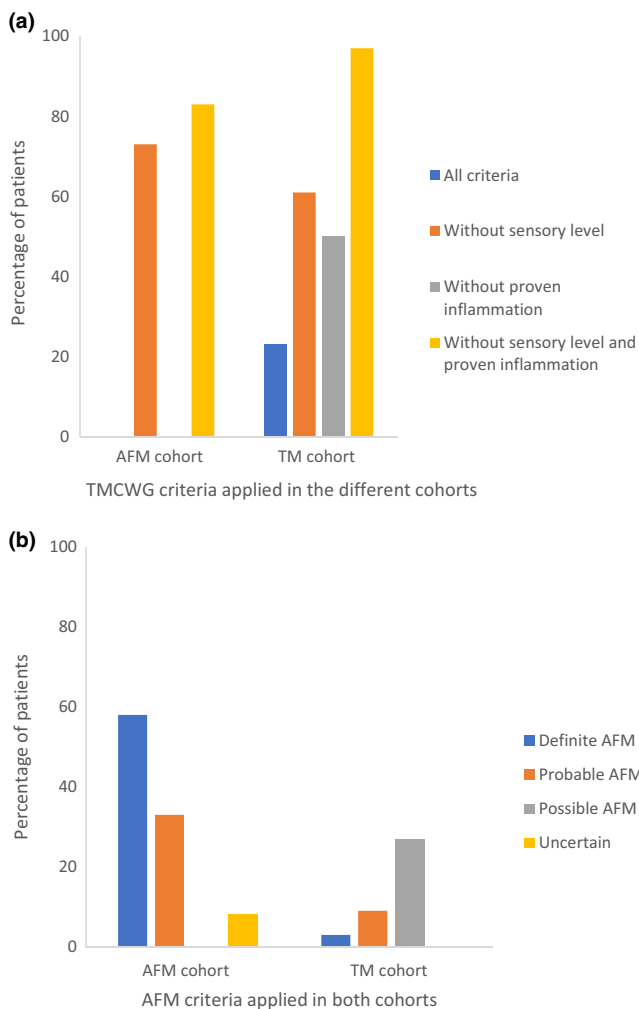 (a)
100
80
60
40
20
0
Percentage of patients
AFM cohort TM cohort
TMCWG criteria applied in the different cohorts
All criteria
Without sensory level
Without proven
inflammation
Without sensory level and
proven inflammation
(b)
100
80
60
40
20
0
Percentage of patients
AFM cohort TM cohort
AFM criteria applied in both cohorts
Definite AFM
Probable AFM
Possible AFM
Uncertain